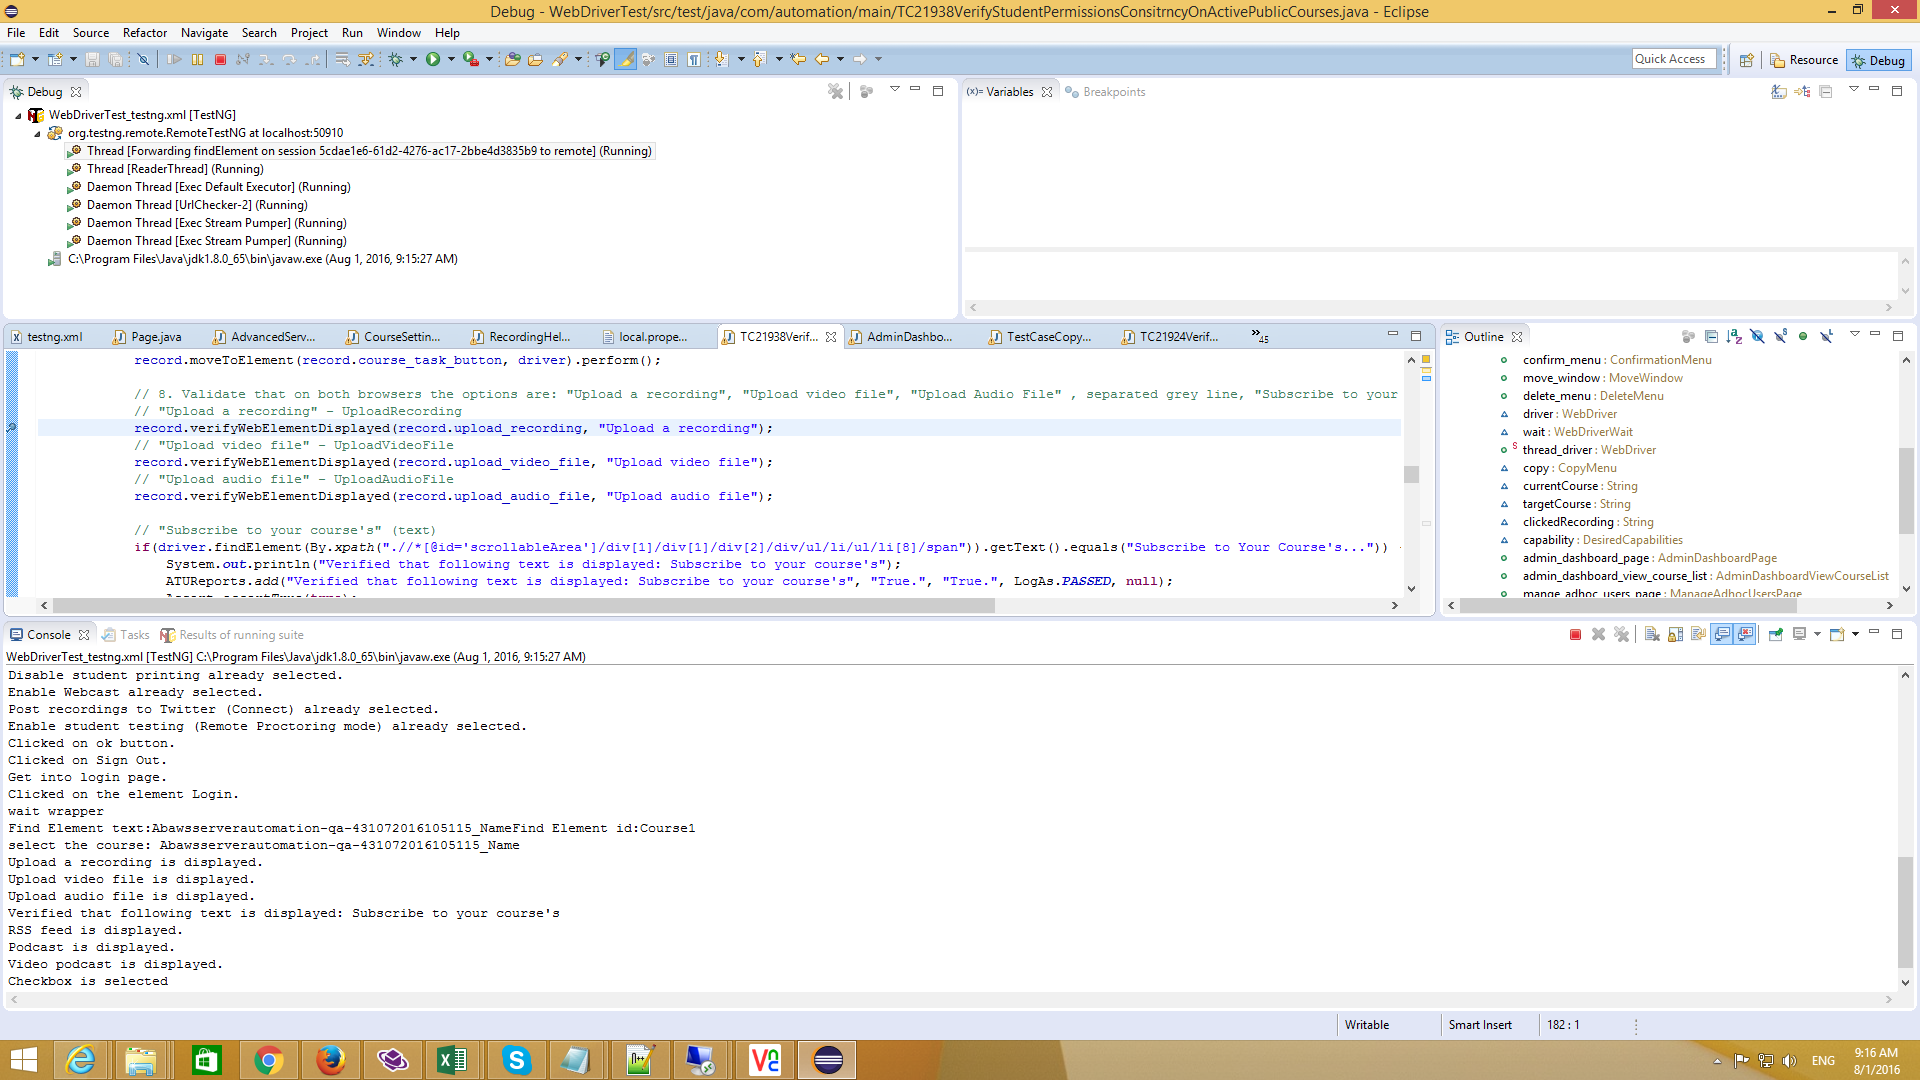 Debug - WebDriverTest/src/test/java/com/automation/main/TC21938VerifyStudentPermissionsConsitrncyOnActivePublicCourses.java - Eclipse
File Edit Source Refactor Navigate Search Project Run Window Help
Quick Access Resource Debug
Debug
WebDriverTest_testng.xml [TestNG]
org.testng.remote.RemoteTestNG at localhost:50910
Thread [Forwarding findElement on session 5cdae1e6-61d2-4276-ac17-2bbe4d3835b9 to remote] (Running)
Thread [ReaderThread] (Running)
Daemon Thread [Exec Default Executor] (Running)
Daemon Thread [UrlChecker-2] (Running)
Daemon Thread [Exec Stream Pumper] (Running)
Daemon Thread [Exec Stream Pumper] (Running)
C:\Program Files\Java\jdk1.8.0_65\bin\javaw.exe (Aug 1, 2016, 9:15:27 AM)
(x)= Variables Breakpoints
testng.xml Page.java AdvancedServ... CourseSettin... RecordingHel... local.prope... TC21938Verif... AdminDashbo... TestCaseCopy... TC21924Verif... »45
record.moveToElement(record.course_task_button, driver).perform();
// 8. Validate that on both browsers the options are: "Upload a recording", "Upload video file", "Upload Audio File" , separated grey line, "Subscribe to your
// "Upload a recording" - UploadRecording
record.verifyWebElementDisplayed(record.upload_recording, "Upload a recording");
// "Upload video file" - UploadVideoFile
record.verifyWebElementDisplayed(record.upload_video_file, "Upload video file");
// "Upload audio file" - UploadAudioFile
record.verifyWebElementDisplayed(record.upload_audio_file, "Upload audio file");
// "Subscribe to your course's" (text)
if(driver.findElement(By.xpath(".//*[@id='scrollableArea']/div[1]/div[1]/div[2]/div/ul/li/ul/li[8]/span")).getText().equals("Subscribe to Your Course's..."))
System.out.println("Verified that following text is displayed: Subscribe to your course's");
ATUReports.add("Verified that following text is displayed: Subscribe to your course's", "True.", "True.", LogAs.PASSED, null);
Assert.assertTrue(true);
Outline
confirm_menu : ConfirmationMenu
move_window : MoveWindow
delete_menu : DeleteMenu
driver : WebDriver
wait : WebDriverWait
S thread_driver : WebDriver
copy : CopyMenu
currentCourse : String
targetCourse : String
clickedRecording : String
capability : DesiredCapabilities
admin_dashboard_page : AdminDashboardPage
admin_dashboard_view_course_list : AdminDashboardViewCourseList
mange_adhoc_users_page : ManageAdhocUsersPage
Console Tasks Results of running suite
WebDriverTest_testng.xml [TestNG] C:\Program Files\Java\jdk1.8.0_65\bin\javaw.exe (Aug 1, 2016, 9:15:27 AM)
Disable student printing already selected.
Enable Webcast already selected.
Post recordings to Twitter (Connect) already selected.
Enable student testing (Remote Proctoring mode) already selected.
Clicked on ok button.
Clicked on Sign Out.
Get into login page.
Clicked on the element Login.
wait wrapper
Find Element text:Abawsserverautomation-qa-431072016105115_NameFind Element id:Course1
select the course: Abawsserverautomation-qa-431072016105115_Name
Upload a recording is displayed.
Upload video file is displayed.
Upload audio file is displayed.
Verified that following text is displayed: Subscribe to your course's
RSS feed is displayed.
Podcast is displayed.
Video podcast is displayed.
Checkbox is selected
Writable Smart Insert 182 : 1
ENG 9:16 AM
8/1/2016